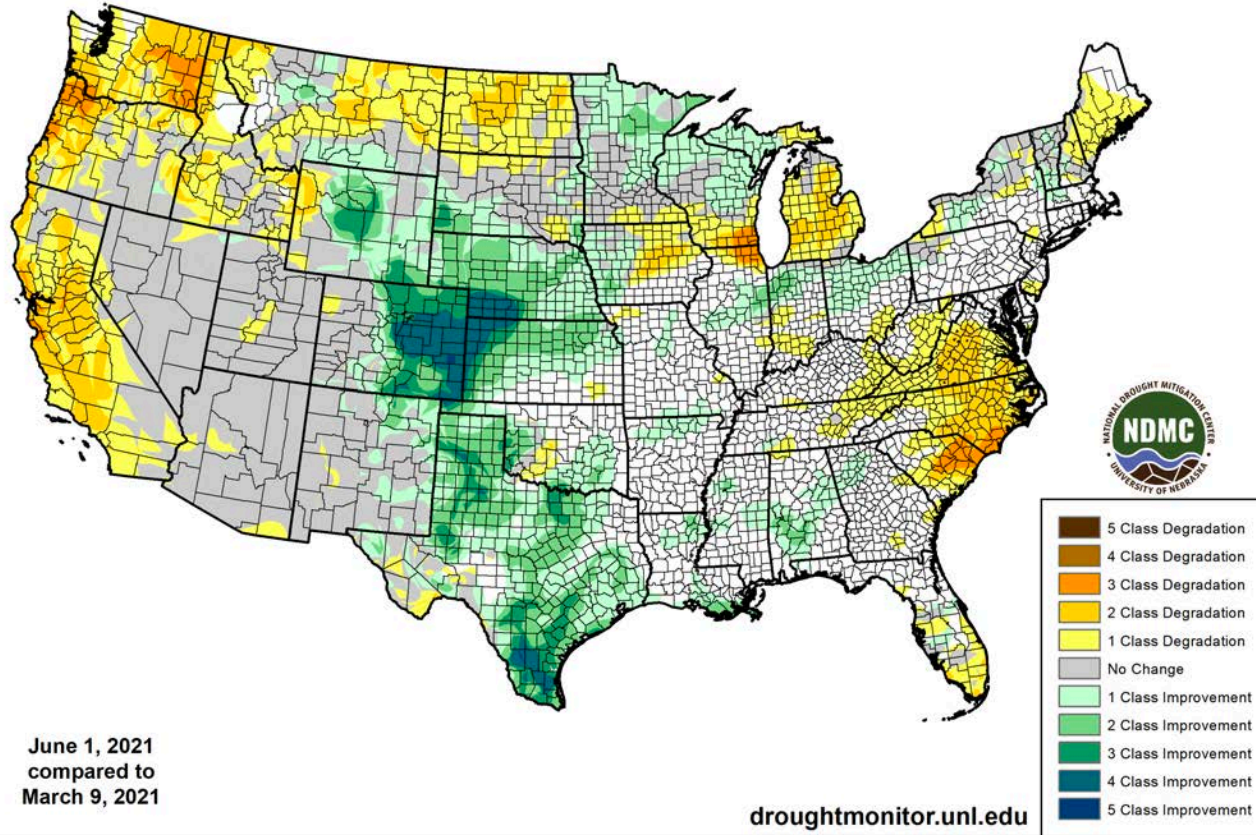 NATIONAL DROUGHT MITIGATION CENTER
NDMC
UNIVERSITY OF NEBRASKA
5 Class Degradation
4 Class Degradation
3 Class Degradation
2 Class Degradation
1 Class Degradation
No Change
1 Class Improvement
2 Class Improvement
3 Class Improvement
4 Class Improvement
5 Class Improvement
June 1, 2021
compared to
March 9, 2021
droughtmonitor.unl.edu